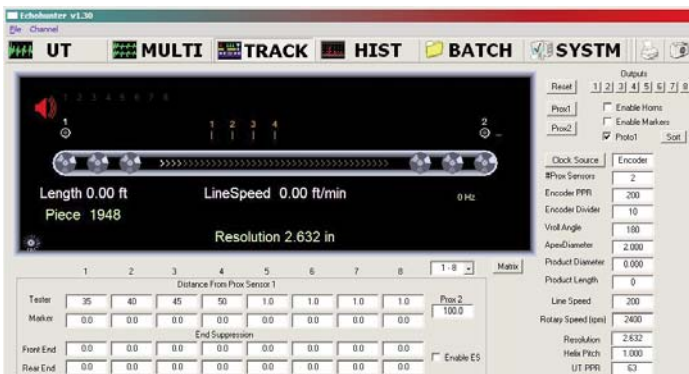 Echohunter v1.30
File Channel
UT MULTI TRACK HIST BATCH SYSTM
1 2 3 4 5 6 7 8
1 1 2 3 4 2
Length 0.00 ft LineSpeed 0.00 ft/min 0 Hz
Piece 1948
Resolution 2.632 in
Outputs
Reset 1 2 3 4 5 6 7 8
Prox1 Enable Horns
Prox2 Enable Markers
Proto1 Sort
Clock Source Encoder
#Prox Sensors 2
Encoder PPR 200
Encoder Divider 10
Vroll Angle 180
ApexDiameter 2.000
Product Diameter 0.000
Product Length 0
Line Speed 200
Rotary Speed (rpm) 2400
Resolution 2.632
Helix Pitch 1.000
UT PPR 63
1 2 3 4 5 6 7 8 1 - 8 Matrix
Distance From Prox Sensor 1
Tester 35 40 45 50 1.0 1.0 1.0 1.0 Prox 2
100.0
Marker 0.0 0.0 0.0 0.0 0.0 0.0 0.0 0.0
End Suppression
Front End 0.0 0.0 0.0 0.0 0.0 0.0 0.0 0.0
Enable ES
Rear End 0.0 0.0 0.0 0.0 0.0 0.0 0.0 0.0